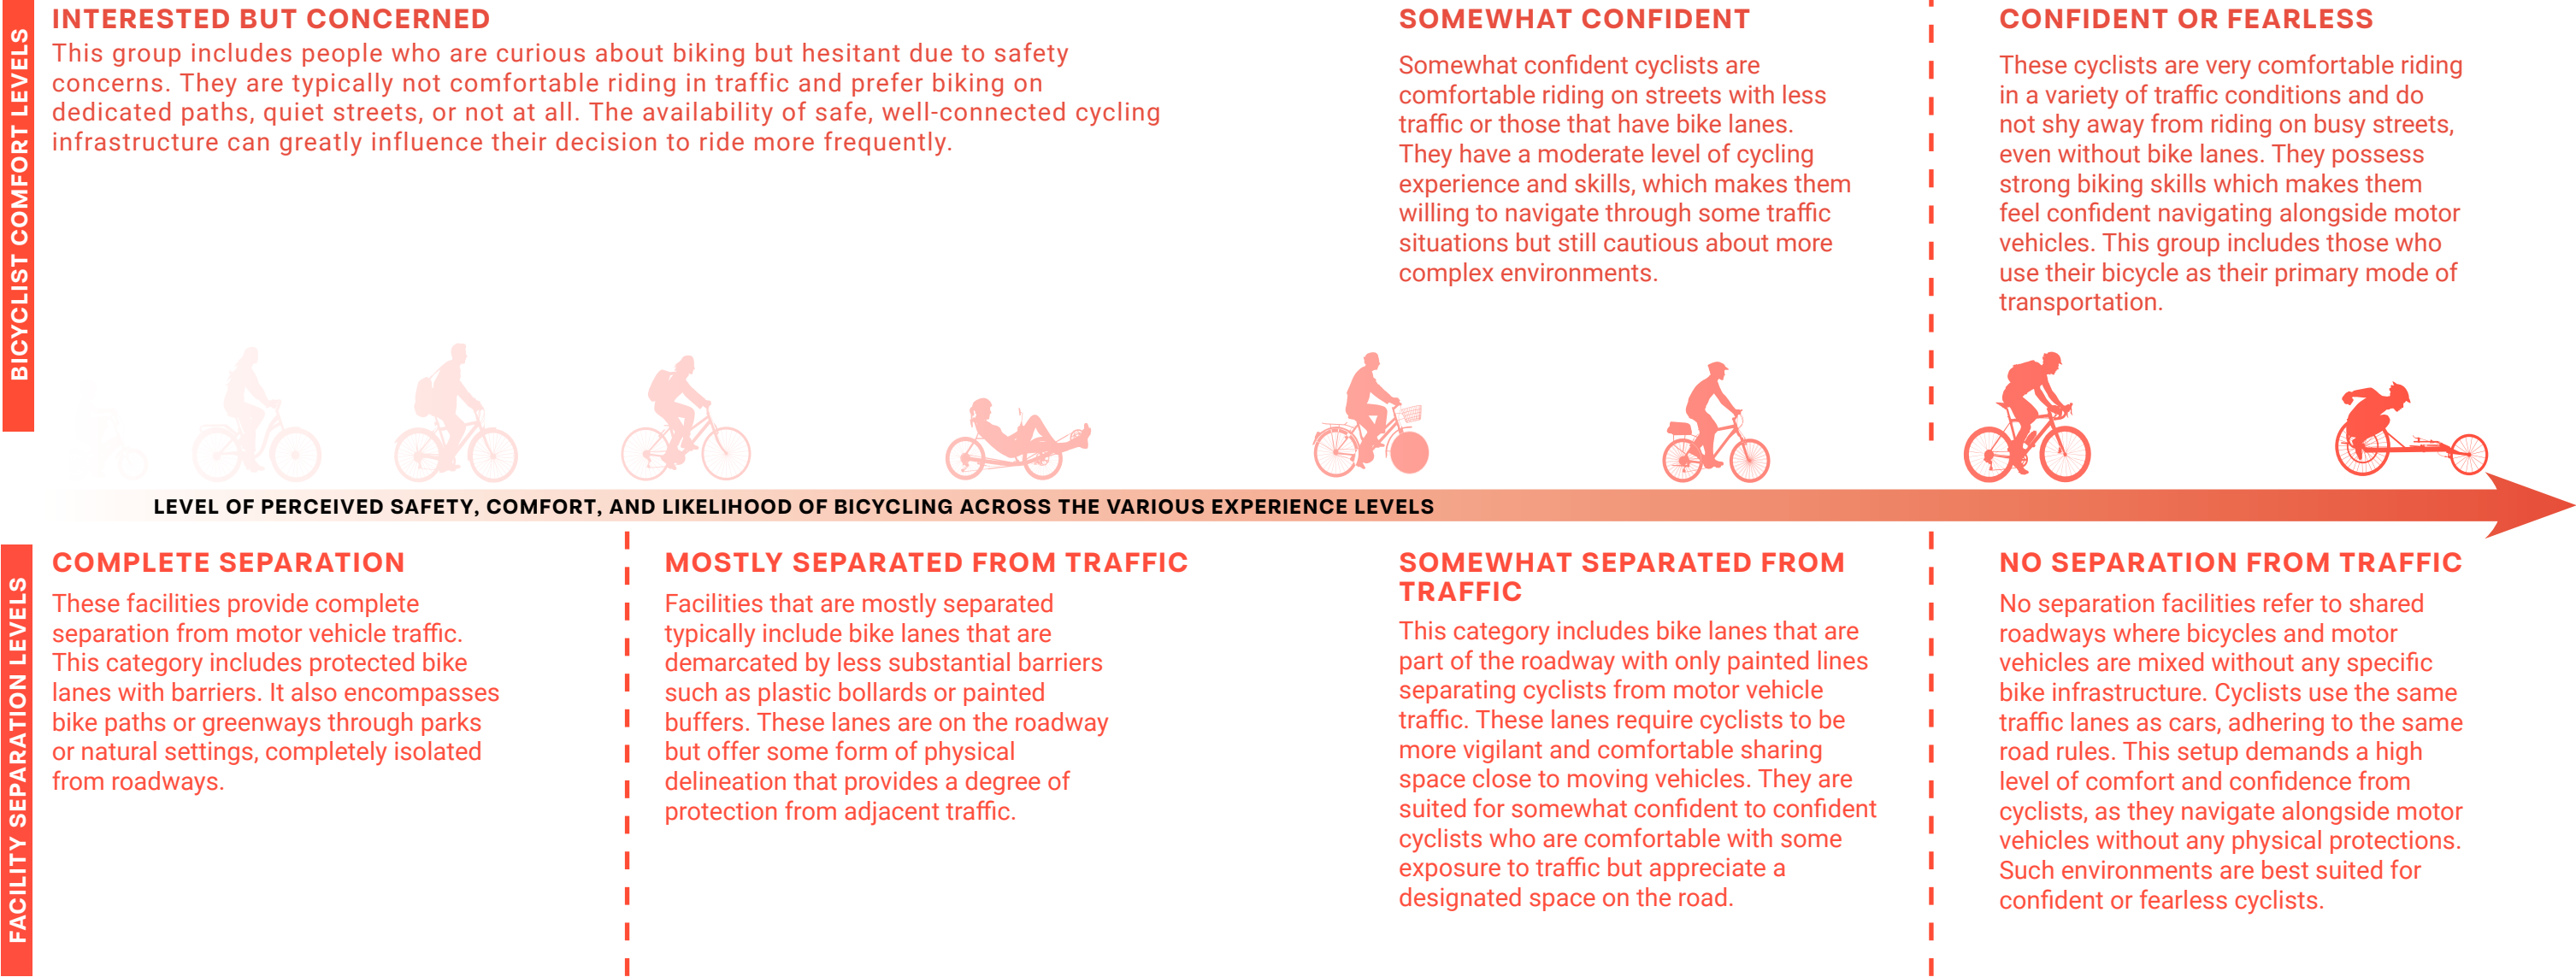 BICYCLIST COMFORT LEVELS
INTERESTED BUT CONCERNED
This group includes people who are curious about biking but hesitant due to safety
concerns. They are typically not comfortable riding in traffic and prefer biking on
dedicated paths, quiet streets, or not at all. The availability of safe, well-connected cycling
infrastructure can greatly influence their decision to ride more frequently.
SOMEWHAT CONFIDENT
Somewhat confident cyclists are
comfortable riding on streets with less
traffic or those that have bike lanes.
They have a moderate level of cycling
experience and skills, which makes them
willing to navigate through some traffic
situations but still cautious about more
complex environments.
CONFIDENT OR FEARLESS
These cyclists are very comfortable riding
in a variety of traffic conditions and do
not shy away from riding on busy streets,
even without bike lanes. They possess
strong biking skills which makes them
feel confident navigating alongside motor
vehicles. This group includes those who
use their bicycle as their primary mode of
transportation.
LEVEL OF PERCEIVED SAFETY, COMFORT, AND LIKELIHOOD OF BICYCLING ACROSS THE VARIOUS EXPERIENCE LEVELS
FACILITY SEPARATION LEVELS
COMPLETE SEPARATION
These facilities provide complete
separation from motor vehicle traffic.
This category includes protected bike
lanes with barriers. It also encompasses
bike paths or greenways through parks
or natural settings, completely isolated
from roadways.
MOSTLY SEPARATED FROM TRAFFIC
Facilities that are mostly separated
typically include bike lanes that are
demarcated by less substantial barriers
such as plastic bollards or painted
buffers. These lanes are on the roadway
but offer some form of physical
delineation that provides a degree of
protection from adjacent traffic.
SOMEWHAT SEPARATED FROM
TRAFFIC
This category includes bike lanes that are
part of the roadway with only painted lines
separating cyclists from motor vehicle
traffic. These lanes require cyclists to be
more vigilant and comfortable sharing
space close to moving vehicles. They are
suited for somewhat confident to confident
cyclists who are comfortable with some
exposure to traffic but appreciate a
designated space on the road.
NO SEPARATION FROM TRAFFIC
No separation facilities refer to shared
roadways where bicycles and motor
vehicles are mixed without any specific
bike infrastructure. Cyclists use the same
traffic lanes as cars, adhering to the same
road rules. This setup demands a high
level of comfort and confidence from
cyclists, as they navigate alongside motor
vehicles without any physical protections.
Such environments are best suited for
confident or fearless cyclists.